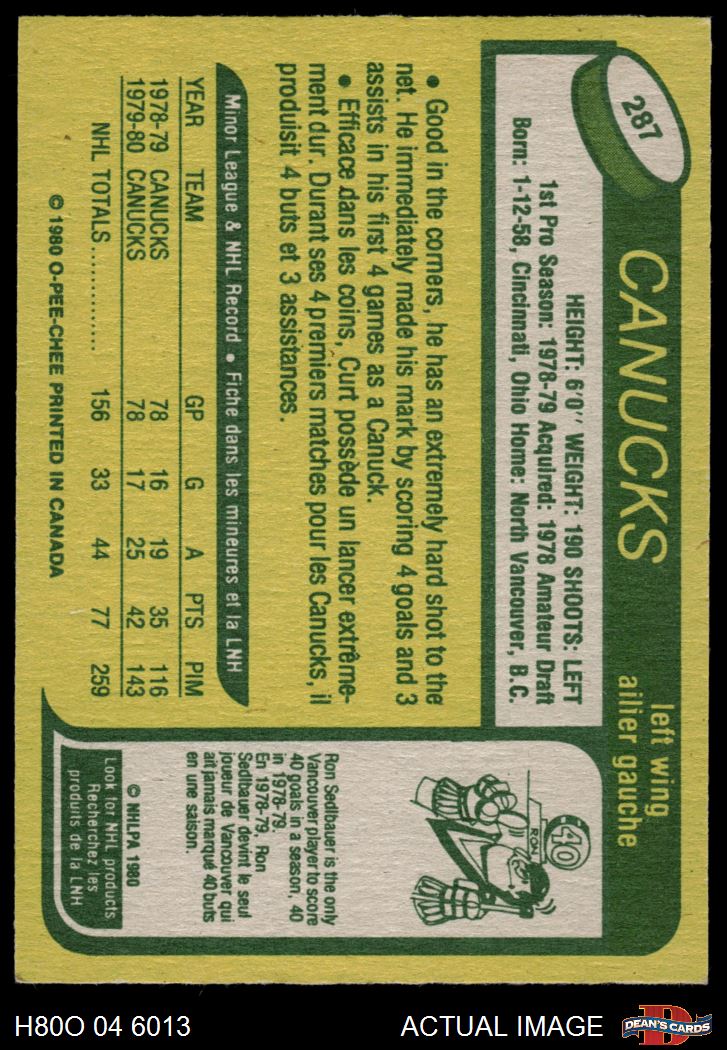 287
CANUCKS
left wing
ailier gauche
HEIGHT: 6'0" WEIGHT: 190 SHOOTS: LEFT
1st Pro Season: 1978-79 Acquired: 1978 Amateur Draft
Born: 1-12-58, Cincinnati, Ohio Home: North Vancouver, B.C.
• Good in the corners, he has an extremely hard shot to the
net. He immediately made his mark by scoring 4 goals and 3
assists in his first 4 games as a Canuck.
• Efficace dans les coins, Curt possède un lancer extrême-
ment dur. Durant ses 4 premiers matches pour les Canucks, il
produisit 4 buts et 3 assistances.
Minor League & NHL Record • Fiche dans les mineures et la LNH
YEAR TEAM GP G A PTS PIM
1978-79 CANUCKS 78 16 19 35 116
1979-80 CANUCKS 78 17 25 42 143
NHL TOTALS............ 156 33 44 77 259
© 1980 O-PEE-CHEE PRINTED IN CANADA
40
RON
Ron Sedlbauer is the only
Vancouver player to score
40 goals in a season, 40
in 1978-79.
En 1978-79, Ron
Sedlbauer devint le seul
joueur de Vancouver qui
ait jamais marqué 40 buts
en une saison.
© NHLPA 1980
Look for NHL products
Recherchez les
produits de la LNH
H80O 04 6013
ACTUAL IMAGE
D
DEAN'S CARDS